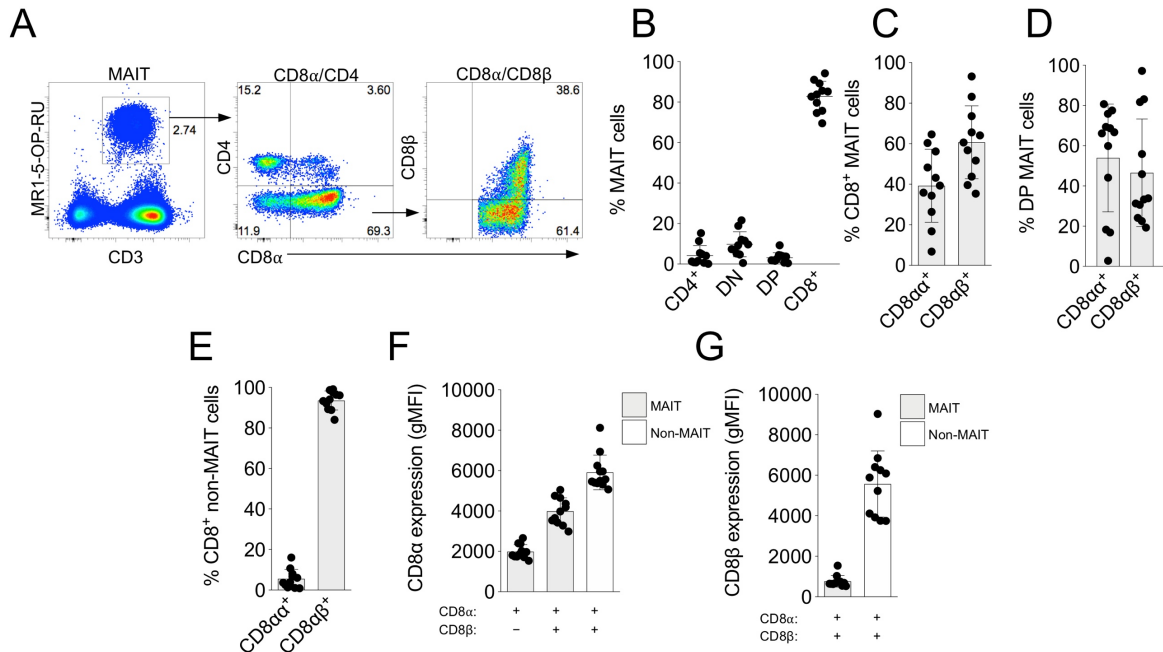 A
MAIT
MR1-5-OP-RU
2.74
CD3
CD8α/CD4
15.2
3.60
CD4
11.9
69.3
CD8α
CD8α/CD8β
38.6
CD8β
61.4
B
% MAIT cells
100
80
60
40
20
0
CD4⁺
DN
DP
CD8⁺
C
% CD8⁺ MAIT cells
100
80
60
40
20
0
CD8αα⁺
CD8αβ⁺
D
% DP MAIT cells
100
80
60
40
20
0
CD8αα⁺
CD8αβ⁺
E
% CD8⁺ non-MAIT cells
100
80
60
40
20
0
CD8αα⁺
CD8αβ⁺
F
CD8α expression (gMFI)
10000
8000
6000
4000
2000
0
MAIT
Non-MAIT
CD8α: + + +
CD8β: − + +
G
CD8β expression (gMFI)
10000
8000
6000
4000
2000
0
MAIT
Non-MAIT
CD8α: + +
CD8β: + +